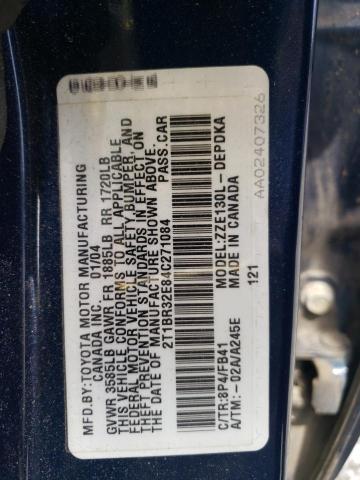 MFD.BY:TOYOTA MOTOR MANUFACTURING
CANADA INC. 01/04
GVWR 3585LB GAWR FR 1885LB RR 1720LB
THIS VEHICLE CONFORMS TO ALL APPLICABLE
FEDERAL MOTOR VEHICLE SAFETY, BUMPER, AND
THEFT PREVENTION STANDARDS IN EFFECT ON
THE DATE OF MANUFACTURE SHOWN ABOVE.
2T1BR32E84C271084 PASS.CAR
C/TR:8P4/FB41 MODEL:ZZE130L-DEPDKA
A/TM:-02A/A245E MADE IN CANADA
121
AA02407326